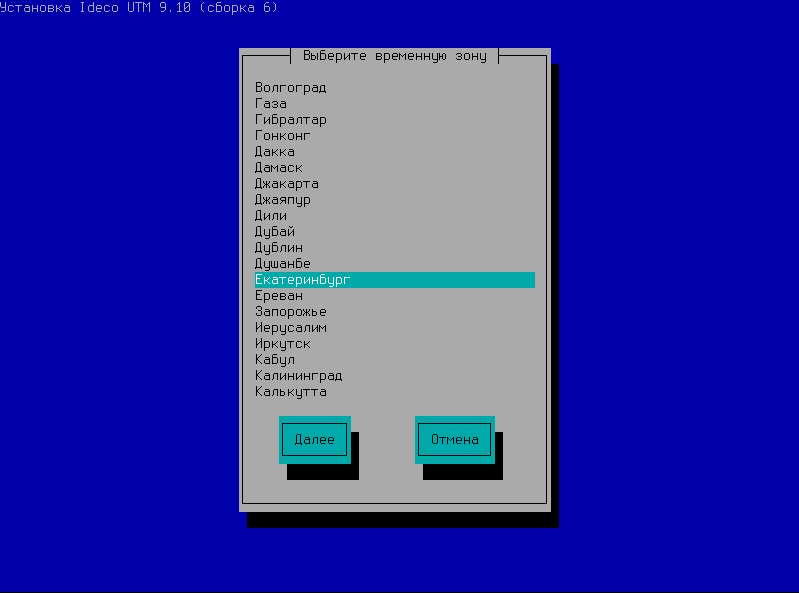 Установка Ideco UTM 9.10 (сборка 6)
Выберите временную зону
Волгоград
Газа
Гибралтар
Гонконг
Дакка
Дамаск
Джакарта
Джаяпур
Дили
Дубай
Дублин
Душанбе
Екатеринбург
Ереван
Запорожье
Иерусалим
Иркутск
Кабул
Калининград
Калькутта
Далее Отмена